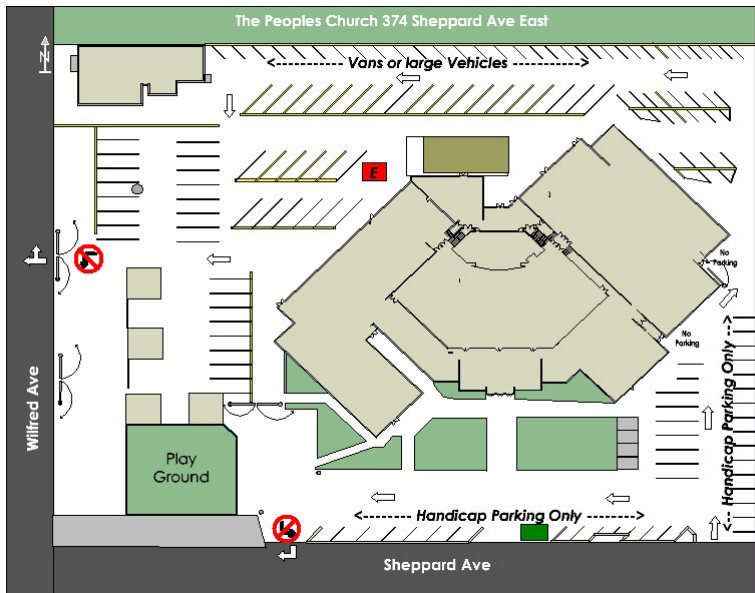 The Peoples Church 374 Sheppard Ave East
N
<------------ Vans or large Vehicles ------------>
E
No
Parking
No
Parking
Wilfred Ave
<------ Handicap Parking Only ------>
Play
Ground
<------ Handicap Parking Only ------>
Sheppard Ave